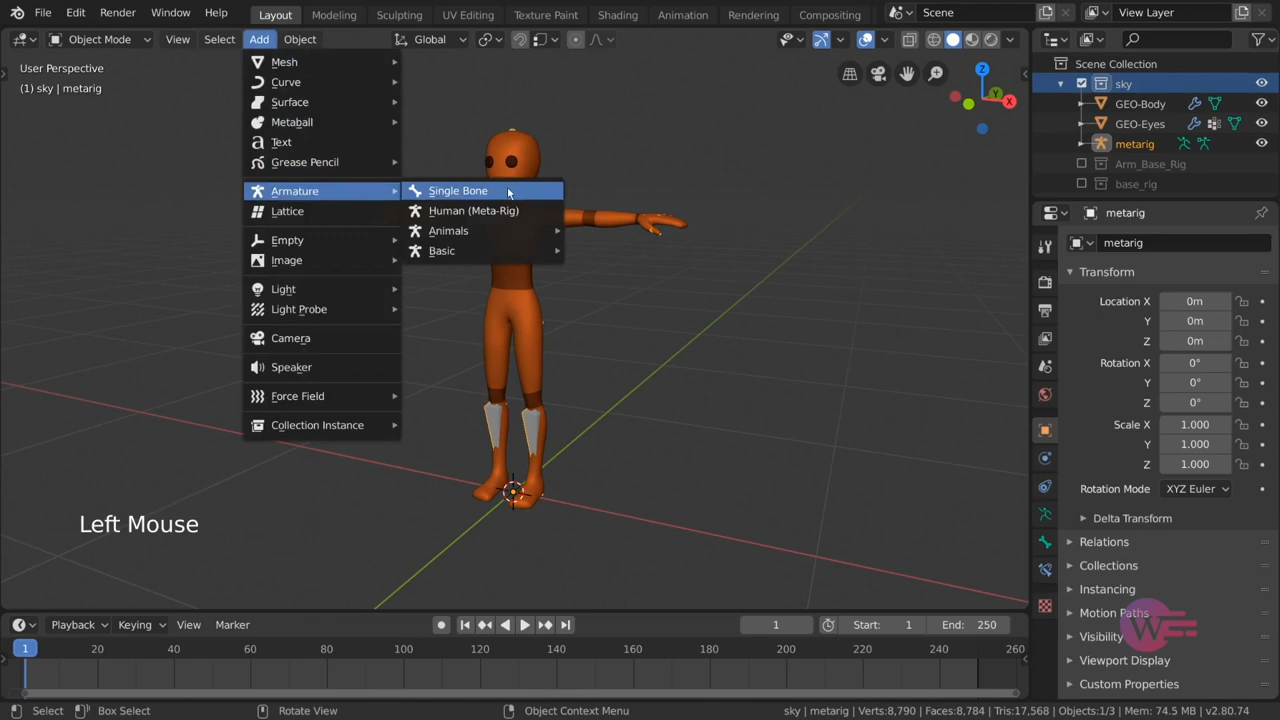 File Edit Render Window Help Layout Modeling Sculpting UV Editing Texture Paint Shading Animation Rendering Compositing Scene View Layer
Object Mode View Select Add Object Global
User Perspective
(1) sky | metarig
Mesh
Curve
Surface
Metaball
Text
Grease Pencil
Armature
Lattice
Empty
Image
Light
Light Probe
Camera
Speaker
Force Field
Collection Instance
Single Bone
Human (Meta-Rig)
Animals
Basic
Z
Y
X
Left Mouse
Scene Collection
sky
GEO-Body
GEO-Eyes
metarig
Arm_Base_Rig
base_rig
metarig
metarig
Transform
Location X 0m
Y 0m
Z 0m
Rotation X 0°
Y 0°
Z 0°
Scale X 1.000
Y 1.000
Z 1.000
Rotation Mode XYZ Euler
Delta Transform
Relations
Collections
Instancing
Motion Paths
Visibility
Viewport Display
Custom Properties
Playback Keying View Marker 1 Start: 1 End: 250
1 20 40 60 80 100 120 140 160 180 200 220 240 260
Select Box Select Rotate View Object Context Menu sky | metarig | Verts:8,790 | Faces:8,784 | Tris:17,568 | Objects:1/3 | Mem: 74.5 MB | v2.80.74